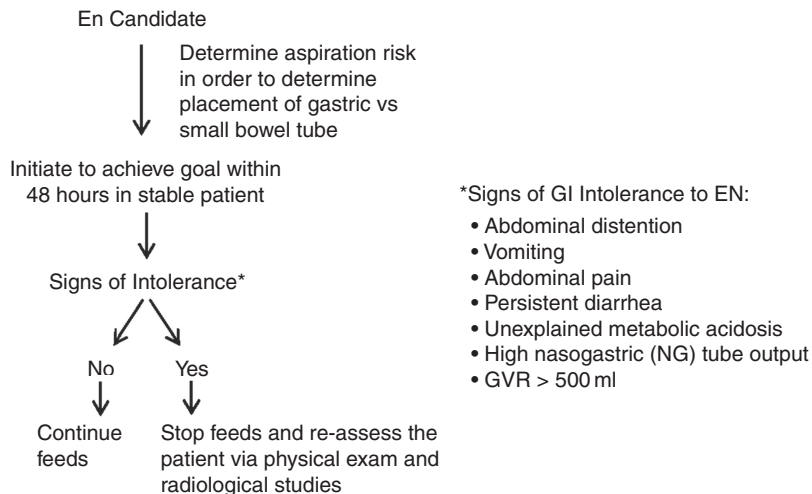 En Candidate
Determine aspiration risk
in order to determine
placement of gastric vs
small bowel tube
Initiate to achieve goal within
48 hours in stable patient
Signs of Intolerance*
No
Yes
Continue
feeds
Stop feeds and re-assess the
patient via physical exam and
radiological studies
*Signs of GI Intolerance to EN:
• Abdominal distention
• Vomiting
• Abdominal pain
• Persistent diarrhea
• Unexplained metabolic acidosis
• High nasogastric (NG) tube output
• GVR > 500 ml